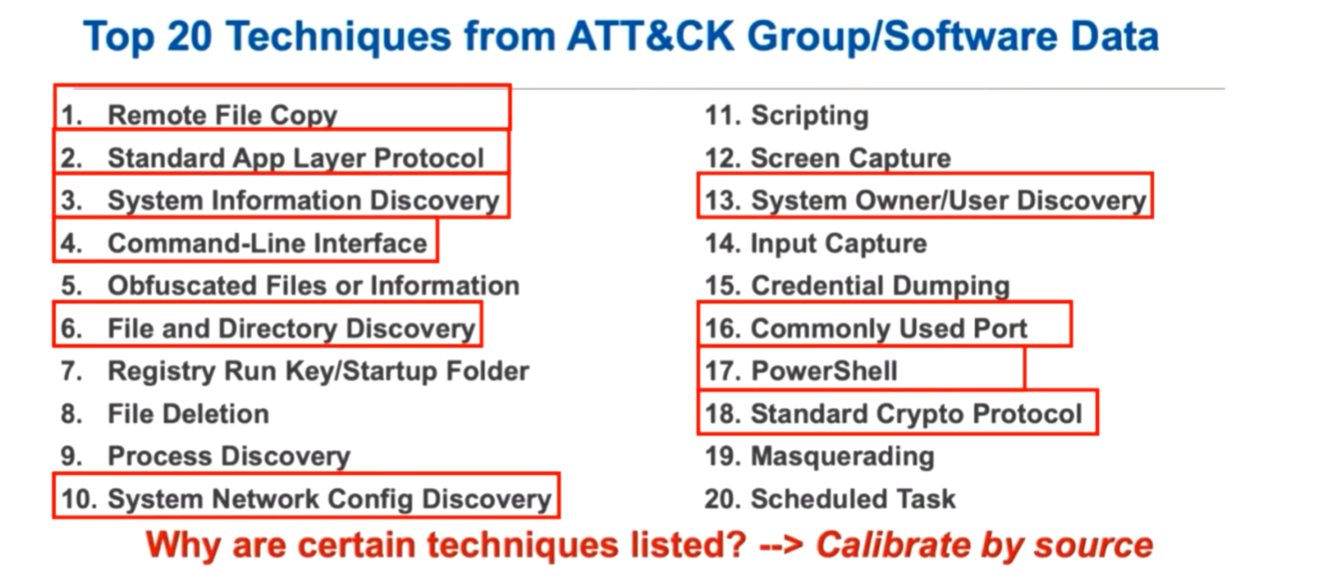 Top 20 Techniques from ATT&CK Group/Software Data
1. Remote File Copy
2. Standard App Layer Protocol
3. System Information Discovery
4. Command-Line Interface
5. Obfuscated Files or Information
6. File and Directory Discovery
7. Registry Run Key/Startup Folder
8. File Deletion
9. Process Discovery
10. System Network Config Discovery
11. Scripting
12. Screen Capture
13. System Owner/User Discovery
14. Input Capture
15. Credential Dumping
16. Commonly Used Port
17. PowerShell
18. Standard Crypto Protocol
19. Masquerading
20. Scheduled Task
Why are certain techniques listed? --> Calibrate by source